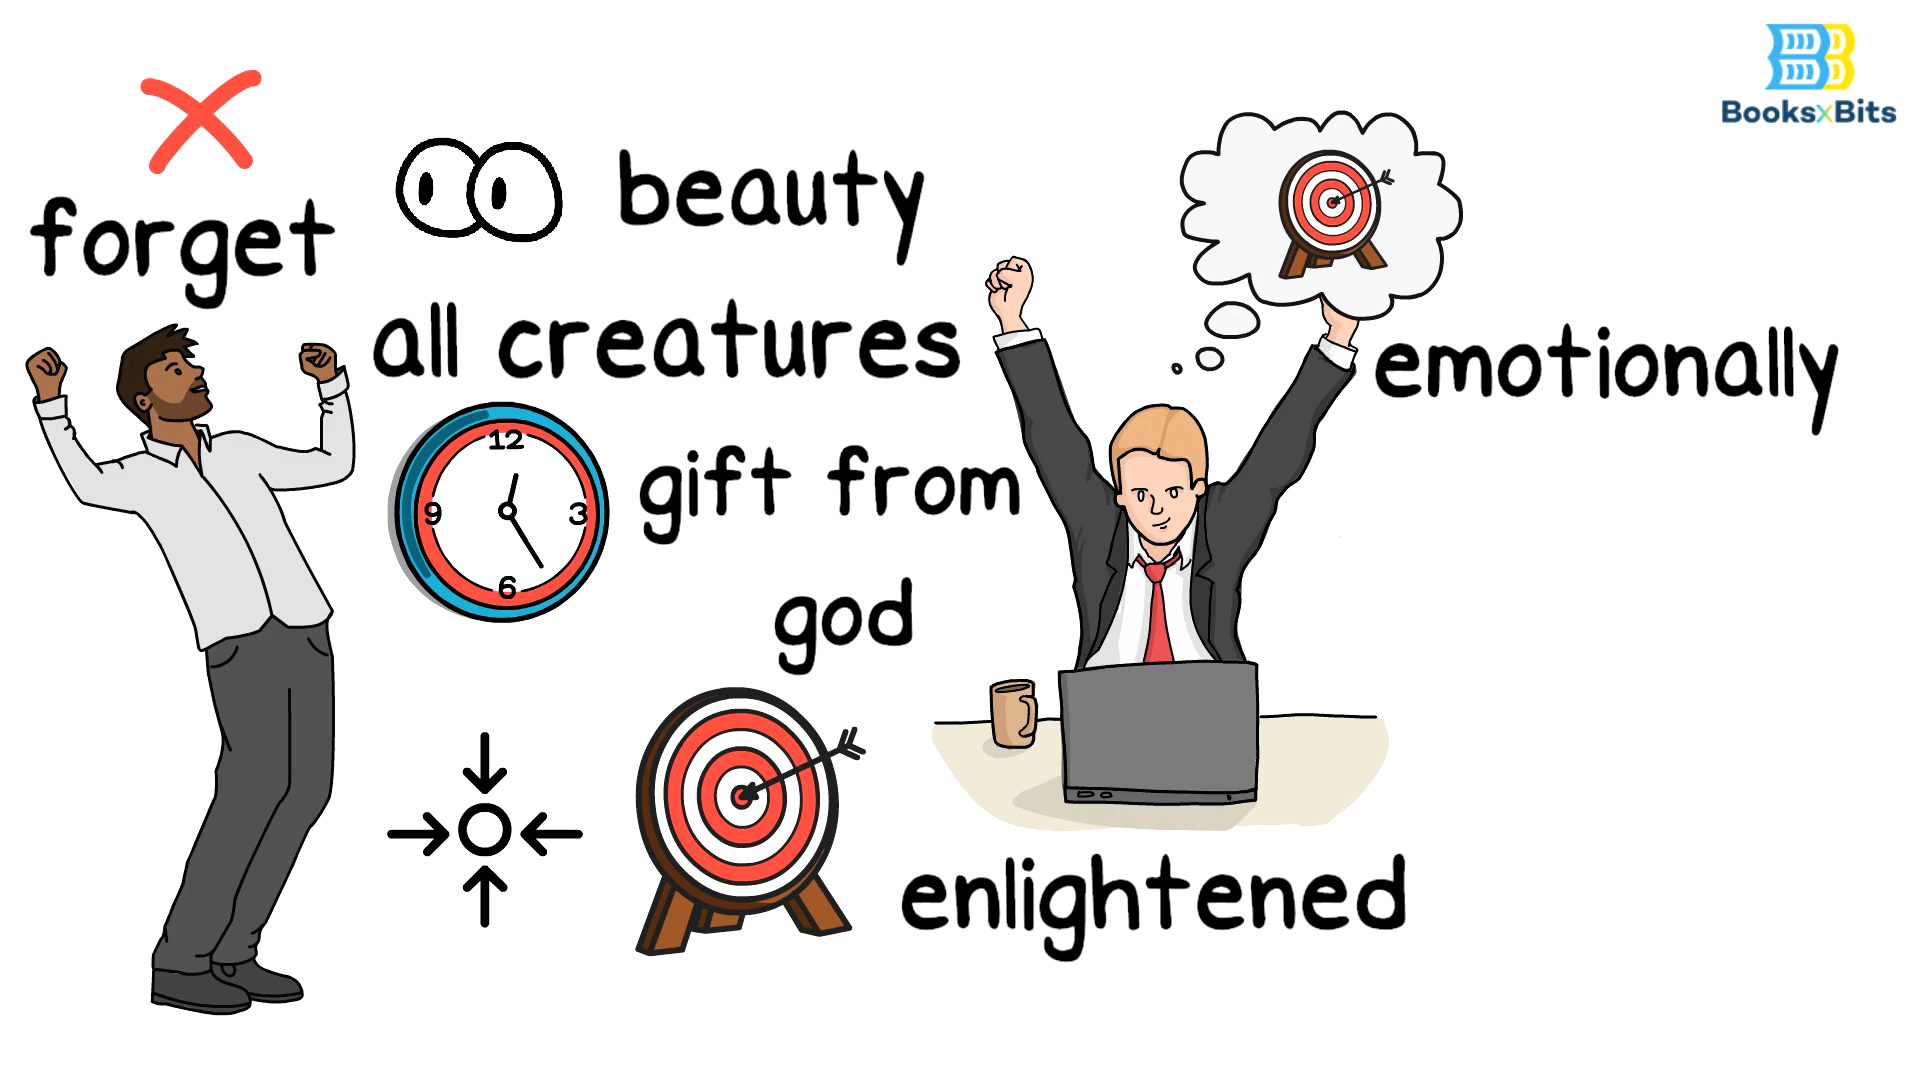 BooksxBits
forget
beauty
all creatures
12
9
3
6
gift from
god
emotionally
enlightened